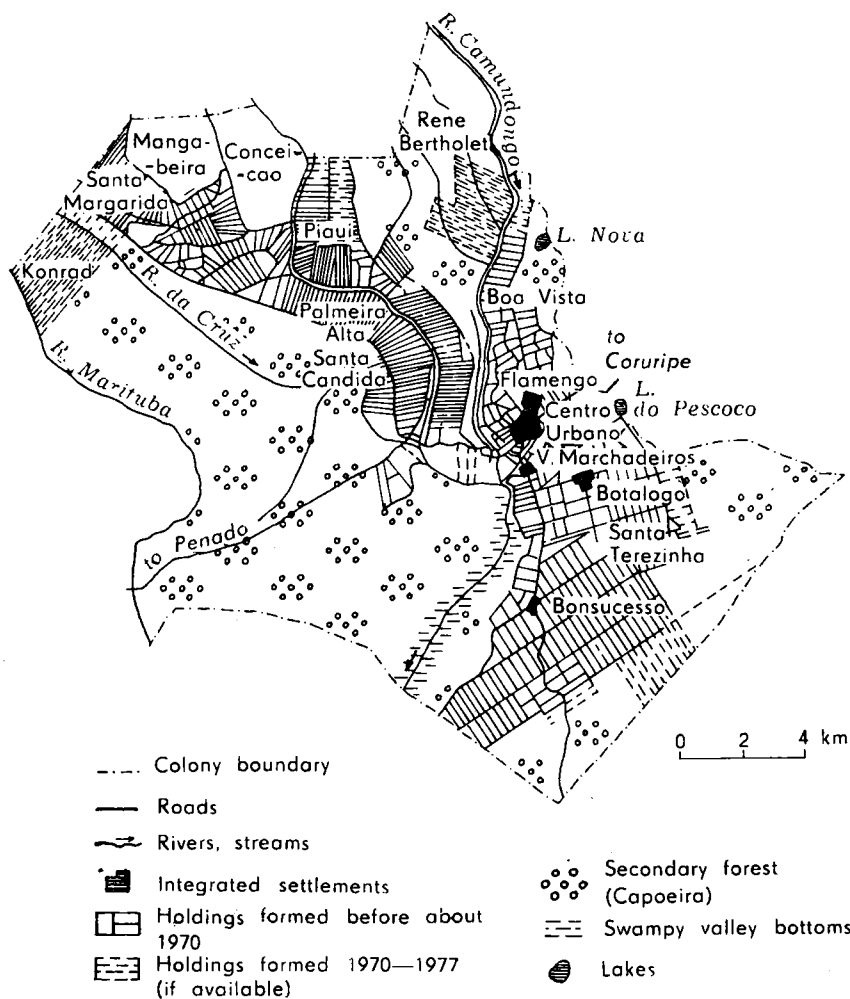 R. Camundongo
Rene
Bertholet
Manga-
-beira
Concei-
-cao
Santa
Margarida
Piaui
L. Nova
Konrad
R. da Cruz
Boa Vista
Palmeira
Alta
Santa
Candida
R. Marituba
to
Coruripe
Flamengo
L.
do Pescoco
Centro
Urbano
V. Marchadeiros
Botalogo
to Penado
Santa
Terezinha
Bonsucesso
0 2 4 km
Colony boundary
Roads
Rivers, streams
Integrated settlements
Holdings formed before about
1970
Holdings formed 1970—1977
(if available)
Secondary forest
(Capoeira)
Swampy valley bottoms
Lakes